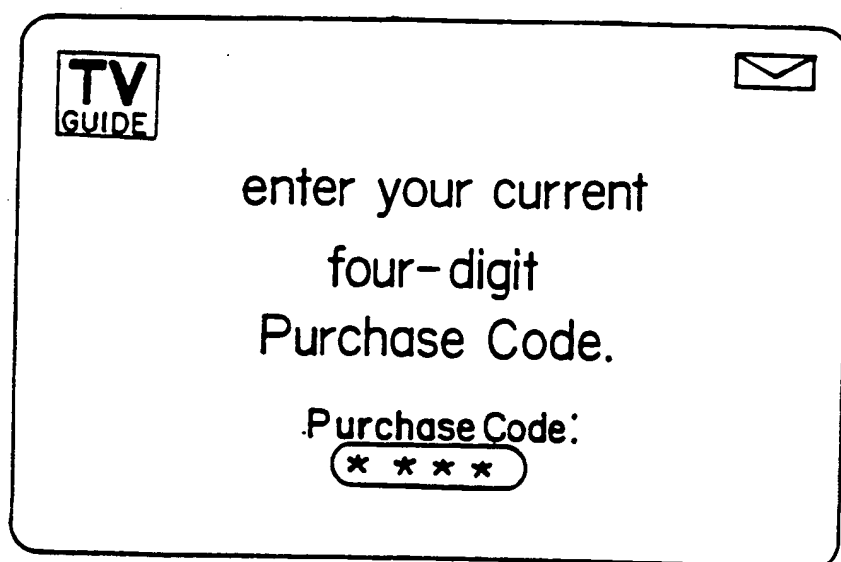 TV
GUIDE
enter your current
four-digit
Purchase Code.
Purchase Code:
* * * *